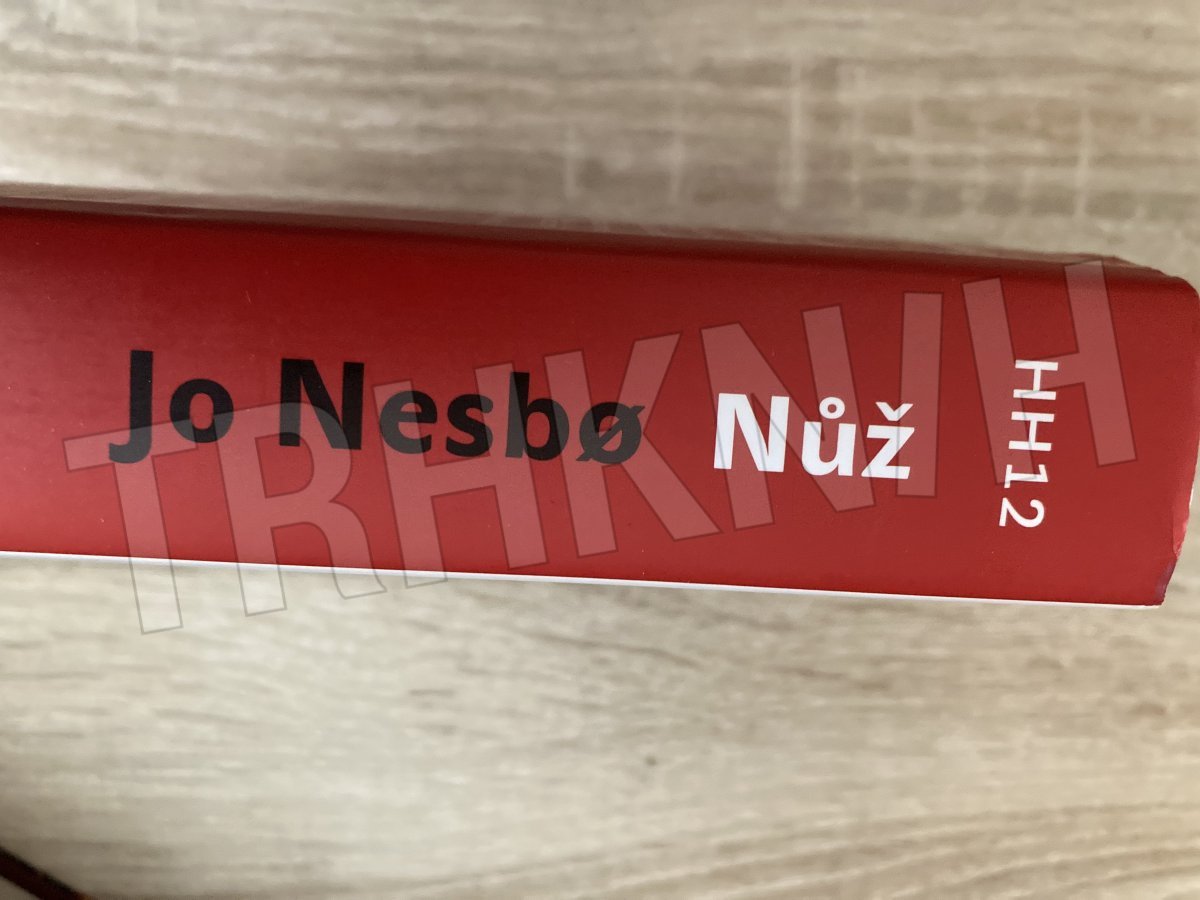 Jo Nesbø Nůž
HH12
TRHKNIH